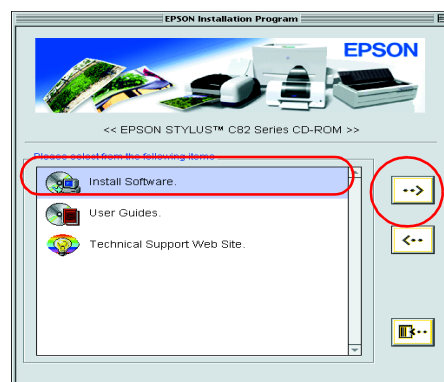 EPSON Installation Program
EPSON
<< EPSON STYLUS™ C82 Series CD-ROM >>
Please select from the following items
Install Software.
User Guides.
Technical Support Web Site.
-->
<--